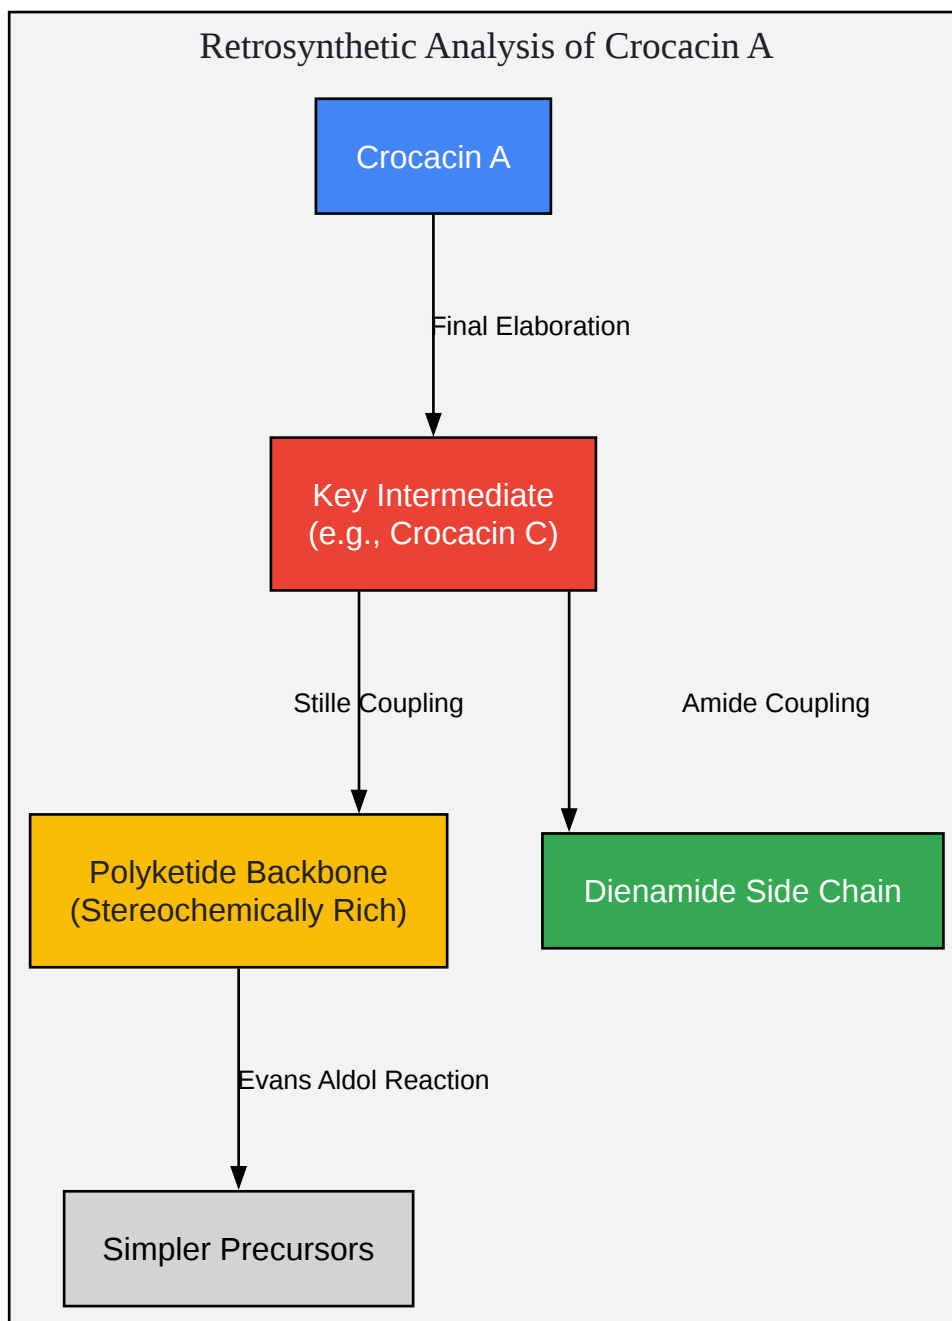 Retrosynthetic Analysis of Crocacin A
Crocacin A
Final Elaboration
Key Intermediate
(e.g., Crocacin C)
Stille Coupling
Amide Coupling
Polyketide Backbone
(Stereochemically Rich)
Dienamide Side Chain
Evans Aldol Reaction
Simpler Precursors